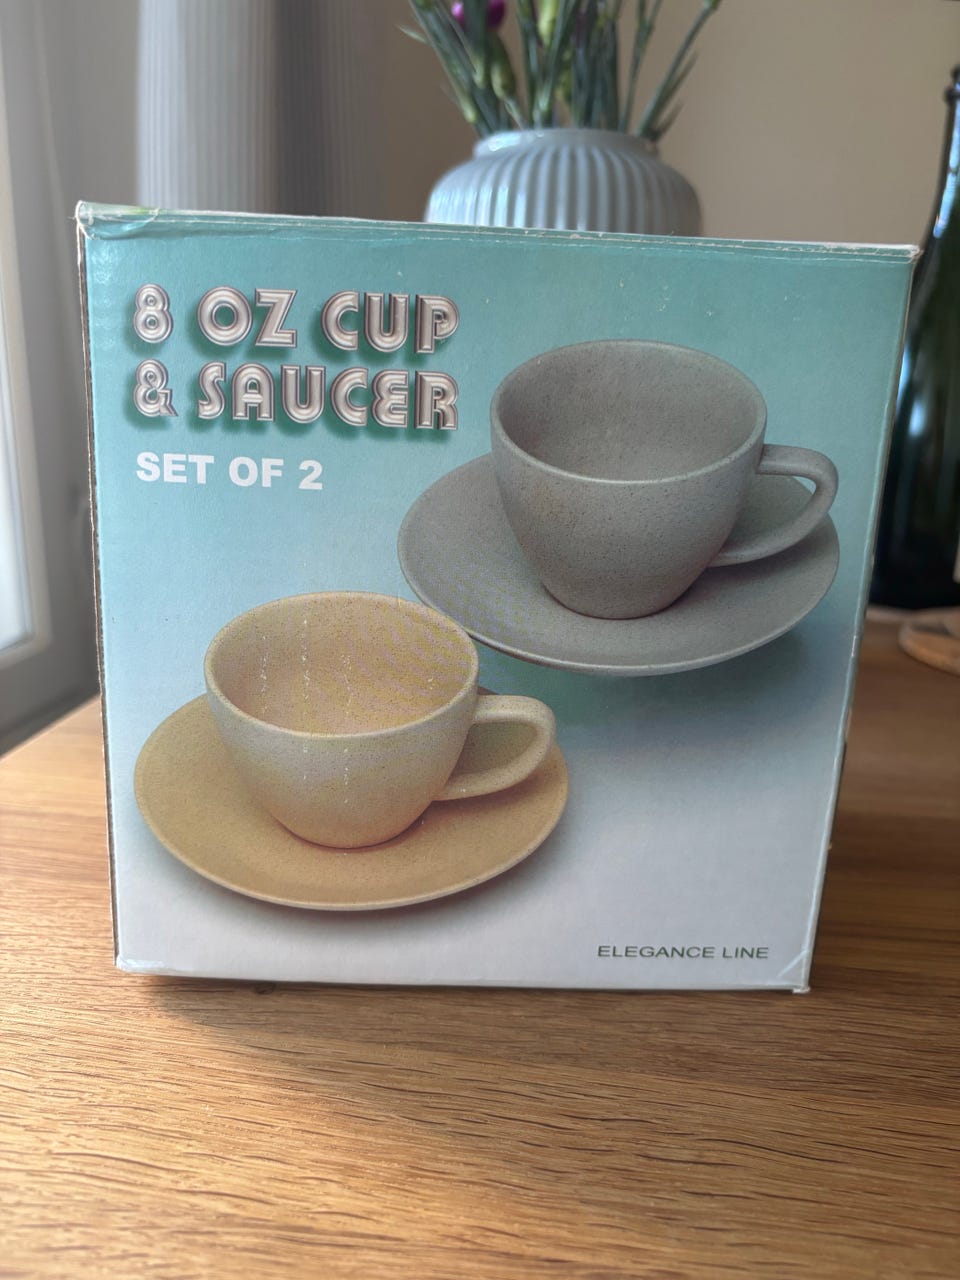 8 OZ CUP
& SAUCER
SET OF 2
ELEGANCE LINE